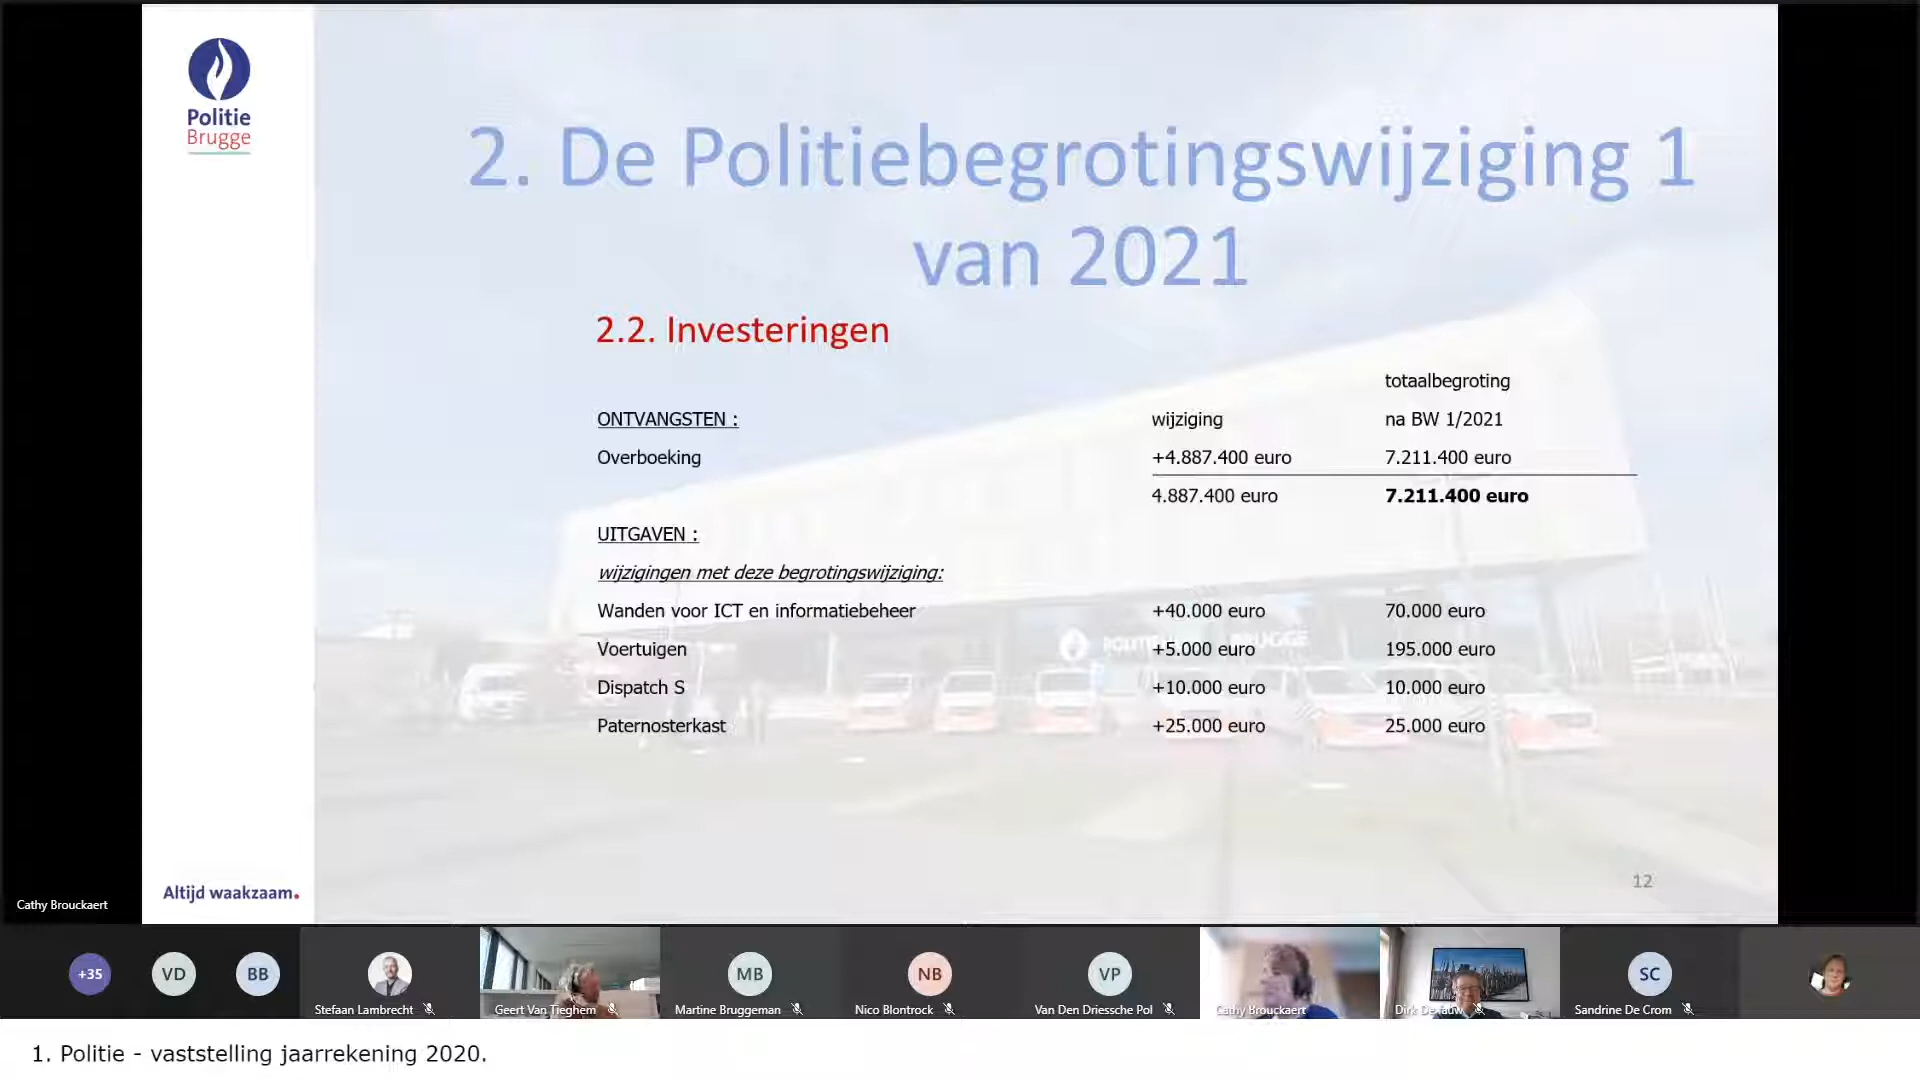 Politie
Brugge
2. De Politiebegrotingswijziging 1
van 2021
2.2. Investeringen
totaalbegroting
ONTVANGSTEN : wijziging na BW 1/2021
Overboeking +4.887.400 euro 7.211.400 euro
4.887.400 euro 7.211.400 euro
UITGAVEN :
wijzigingen met deze begrotingswijziging:
Wanden voor ICT en informatiebeheer +40.000 euro 70.000 euro
Voertuigen +5.000 euro 195.000 euro
Dispatch S +10.000 euro 10.000 euro
Paternosterkast +25.000 euro 25.000 euro
12
Altijd waakzaam.
Cathy Brouckaert
+35 VD BB MB NB VP SC
Stefaan Lambrecht Geert Van Tieghem Martine Bruggeman Nico Blontrock Van Den Driessche Pol Cathy Brouckaert Dirk De fauw Sandrine De Crom
1. Politie - vaststelling jaarrekening 2020.